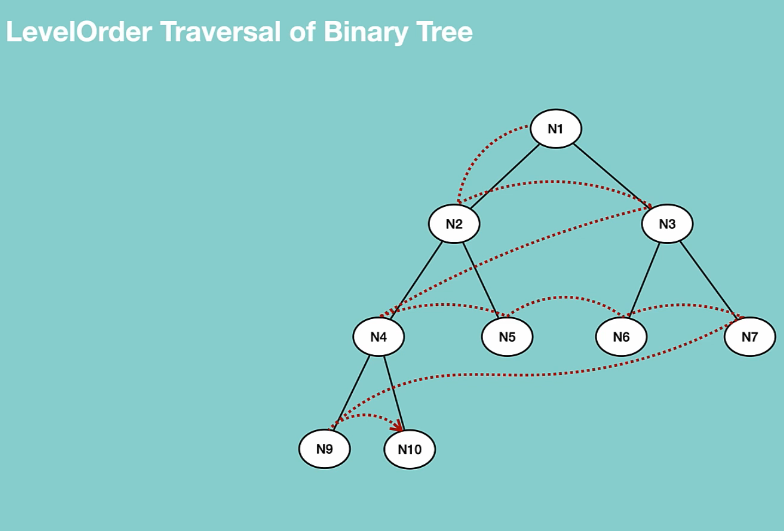 LevelOrder Traversal of Binary Tree
N1
N2
N3
N4
N5
N6
N7
N9
N10